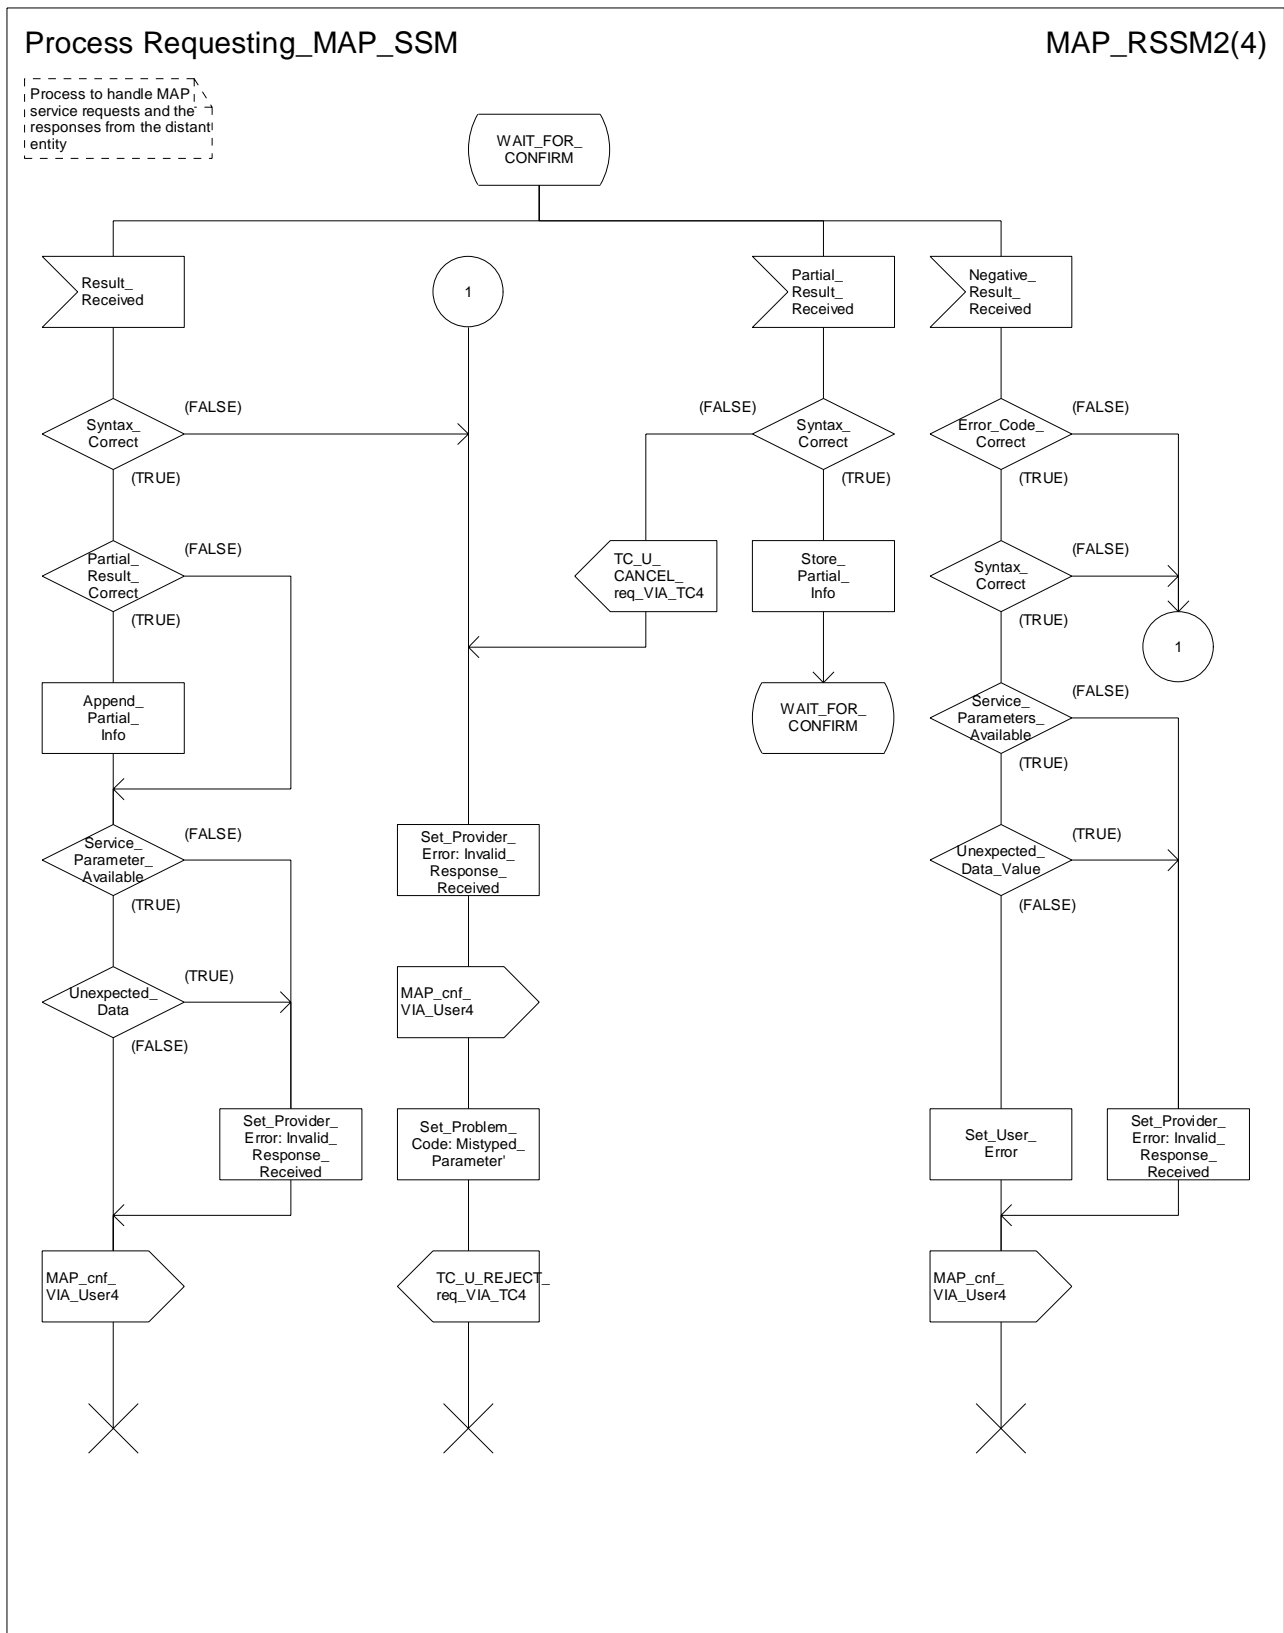 Process Requesting_MAP_SSM
MAP_RSSM2(4)
Process to handle MAP
service requests and the
responses from the distant
entity
WAIT_FOR_
CONFIRM
Result_
Received
1
Partial_
Result_
Received
Negative_
Result_
Received
Syntax_
Correct
(FALSE)
(TRUE)
(FALSE)
Syntax_
Correct
(TRUE)
Error_Code_
Correct
(FALSE)
(TRUE)
Partial_
Result_
Correct
(FALSE)
(TRUE)
TC_U_
CANCEL_
req_VIA_TC4
Store_
Partial_
Info
Syntax_
Correct
(FALSE)
(TRUE)
1
Append_
Partial_
Info
WAIT_FOR_
CONFIRM
Service_
Parameters_
Available
(FALSE)
(TRUE)
Service_
Parameter_
Available
(FALSE)
(TRUE)
Set_Provider_
Error: Invalid_
Response_
Received
Unexpected_
Data_Value
(TRUE)
(FALSE)
Unexpected_
Data
(TRUE)
(FALSE)
MAP_cnf_
VIA_User4
Set_Provider_
Error: Invalid_
Response_
Received
Set_Problem_
Code: Mistyped_
Parameter'
Set_User_
Error
Set_Provider_
Error: Invalid_
Response_
Received
MAP_cnf_
VIA_User4
TC_U_REJECT_
req_VIA_TC4
MAP_cnf_
VIA_User4